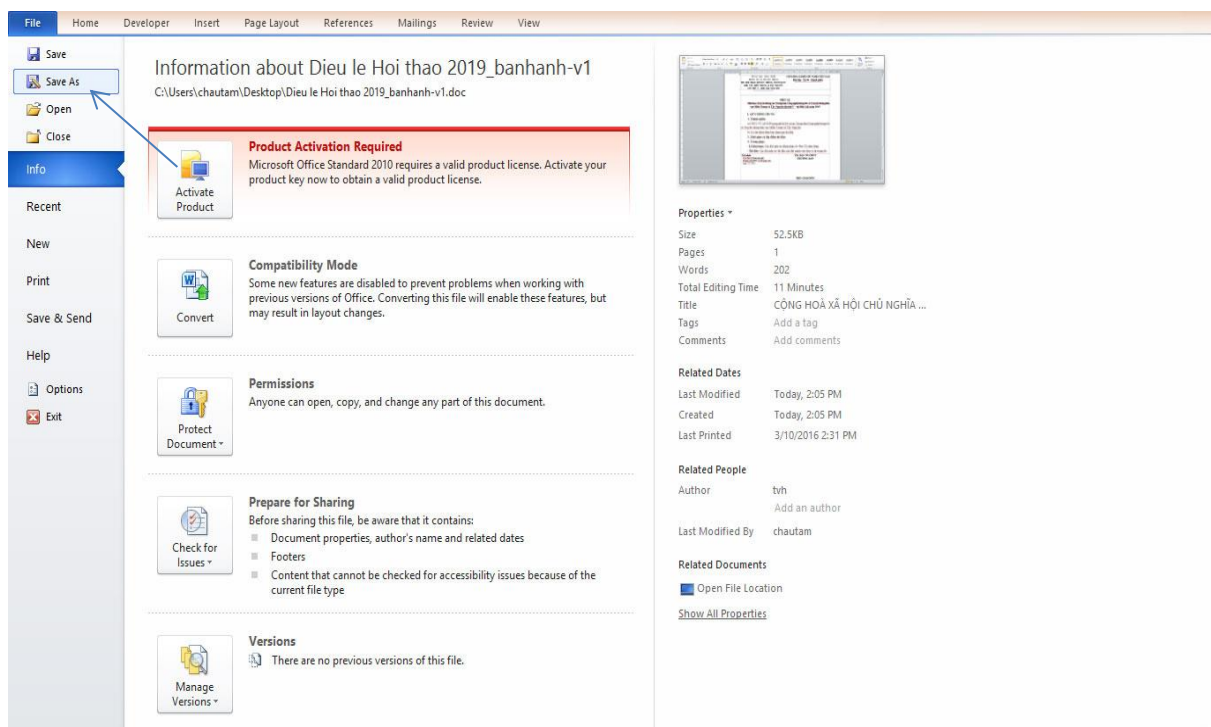 File Home Developer Insert Page Layout References Mailings Review View
Save
Save As
Open
Close
Info
Recent
New
Print
Save & Send
Help
Options
Exit
Information about Dieu le Hoi thao 2019_banhanh-v1
C:\Users\chautam\Desktop\Dieu le Hoi thao 2019_banhanh-v1.doc
Activate
Product
Product Activation Required
Microsoft Office Standard 2010 requires a valid product license. Activate your
product key now to obtain a valid product license.
Convert
Compatibility Mode
Some new features are disabled to prevent problems when working with
previous versions of Office. Converting this file will enable these features, but
may result in layout changes.
Protect
Document
Permissions
Anyone can open, copy, and change any part of this document.
Check for
Issues
Prepare for Sharing
Before sharing this file, be aware that it contains:
Document properties, author's name and related dates
Footers
Content that cannot be checked for accessibility issues because of the
current file type
Manage
Versions
Versions
There are no previous versions of this file.
Properties
Size 52.5KB
Pages 1
Words 202
Total Editing Time 11 Minutes
Title CỘNG HOÀ XÃ HỘI CHỦ NGHĨA ...
Tags Add a tag
Comments Add comments
Related Dates
Last Modified Today, 2:05 PM
Created Today, 2:05 PM
Last Printed 3/10/2016 2:31 PM
Related People
Author tvh
Add an author
Last Modified By chautam
Related Documents
Open File Location
Show All Properties